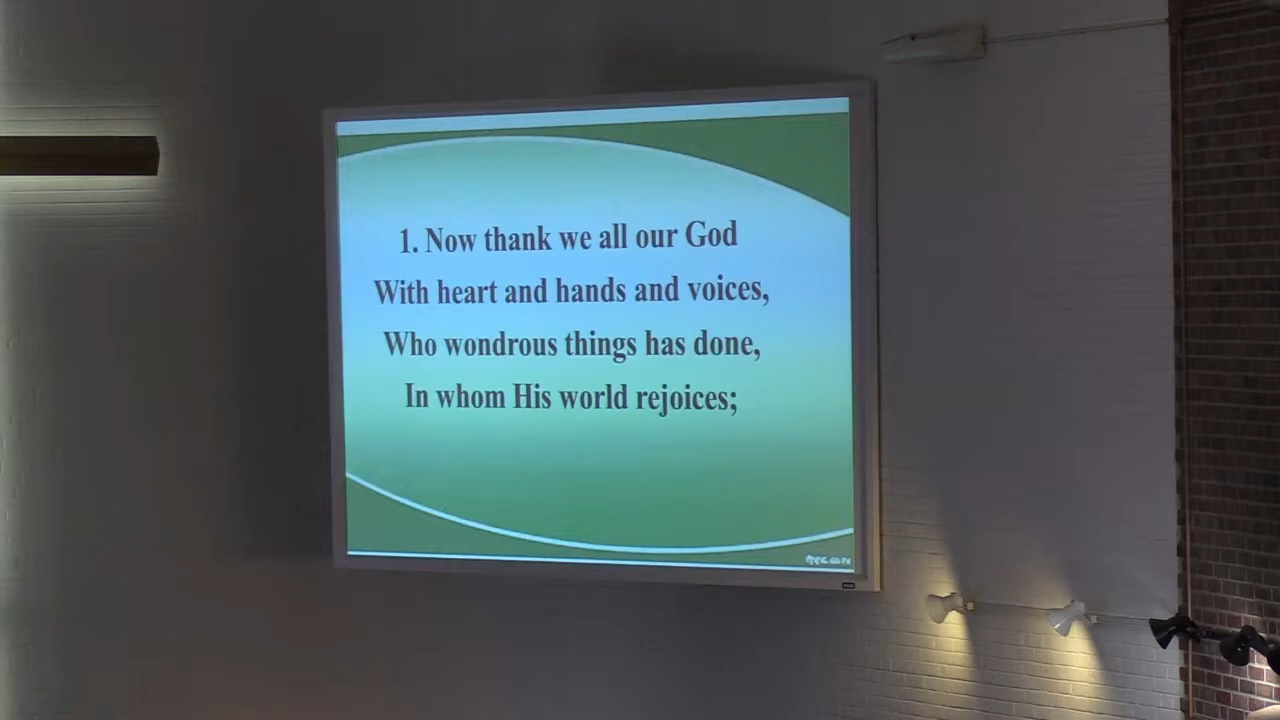 1. Now thank we all our God
With heart and hands and voices,
Who wondrous things has done,
In whom His world rejoices;